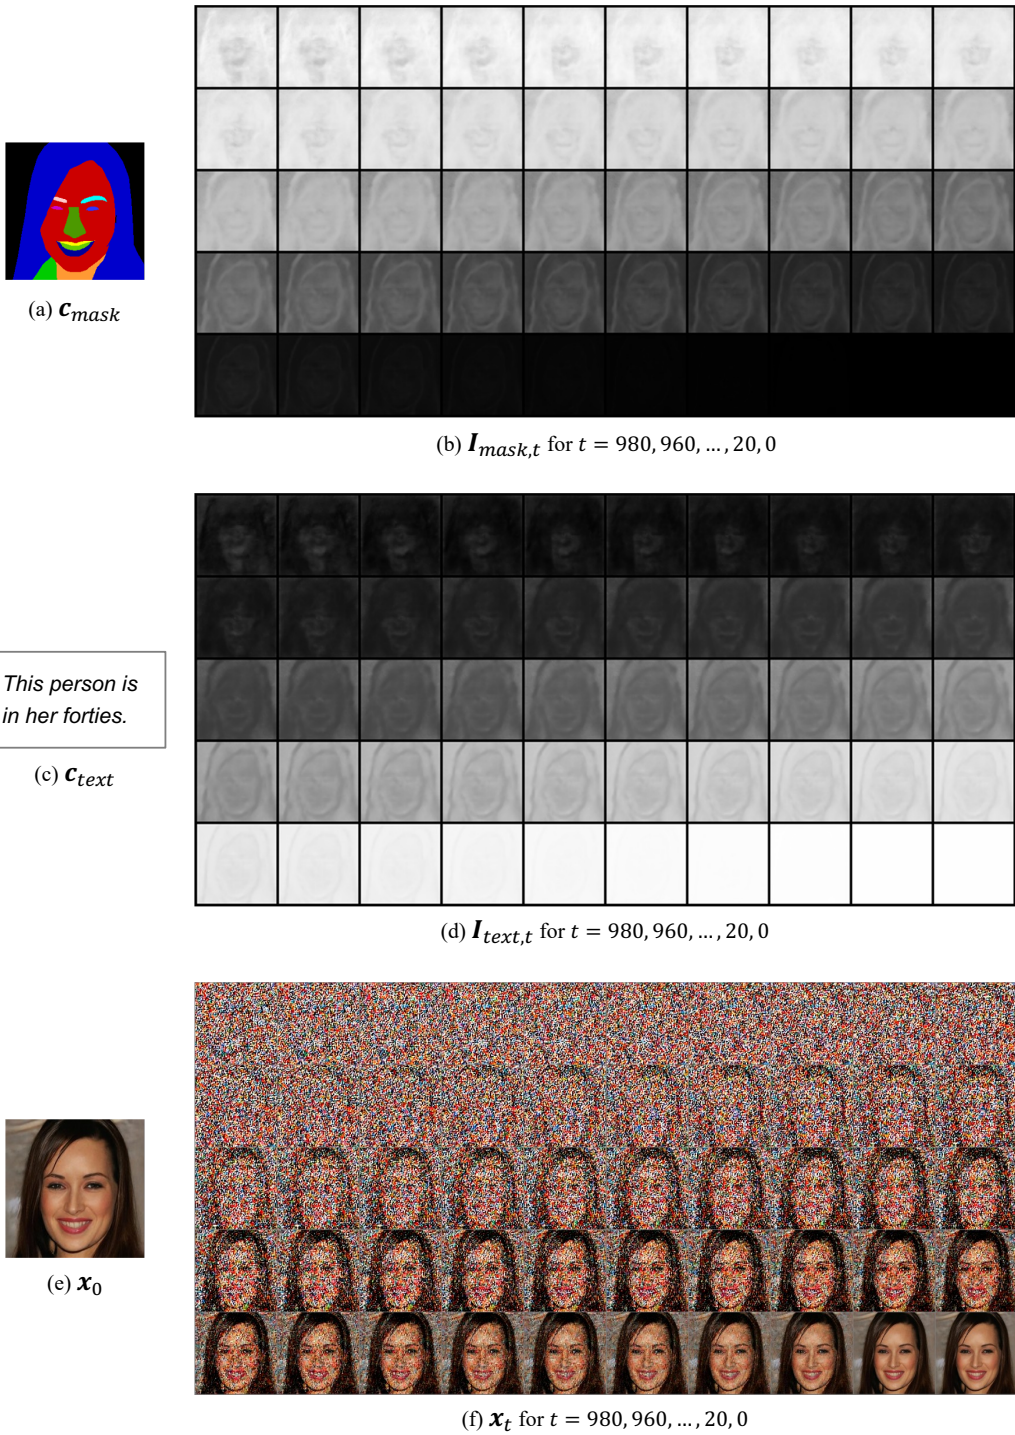 (a) 𝒄_mask
(b) 𝑰_mask,t for t = 980, 960, … , 20, 0
This person is
in her forties.
(c) 𝒄_text
(d) 𝑰_text,t for t = 980, 960, … , 20, 0
(e) 𝒙_0
(f) 𝒙_t for t = 980, 960, … , 20, 0